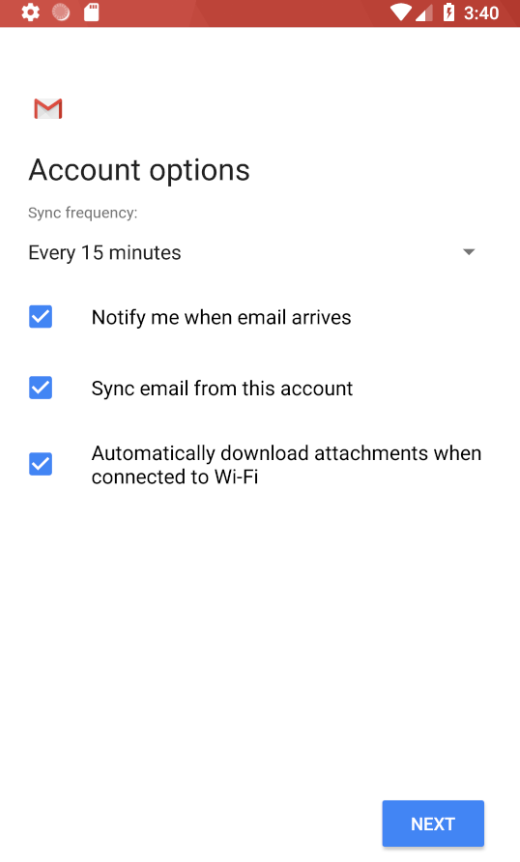 3:40
Account options
Sync frequency:
Every 15 minutes
Notify me when email arrives
Sync email from this account
Automatically download attachments when
connected to Wi-Fi
NEXT